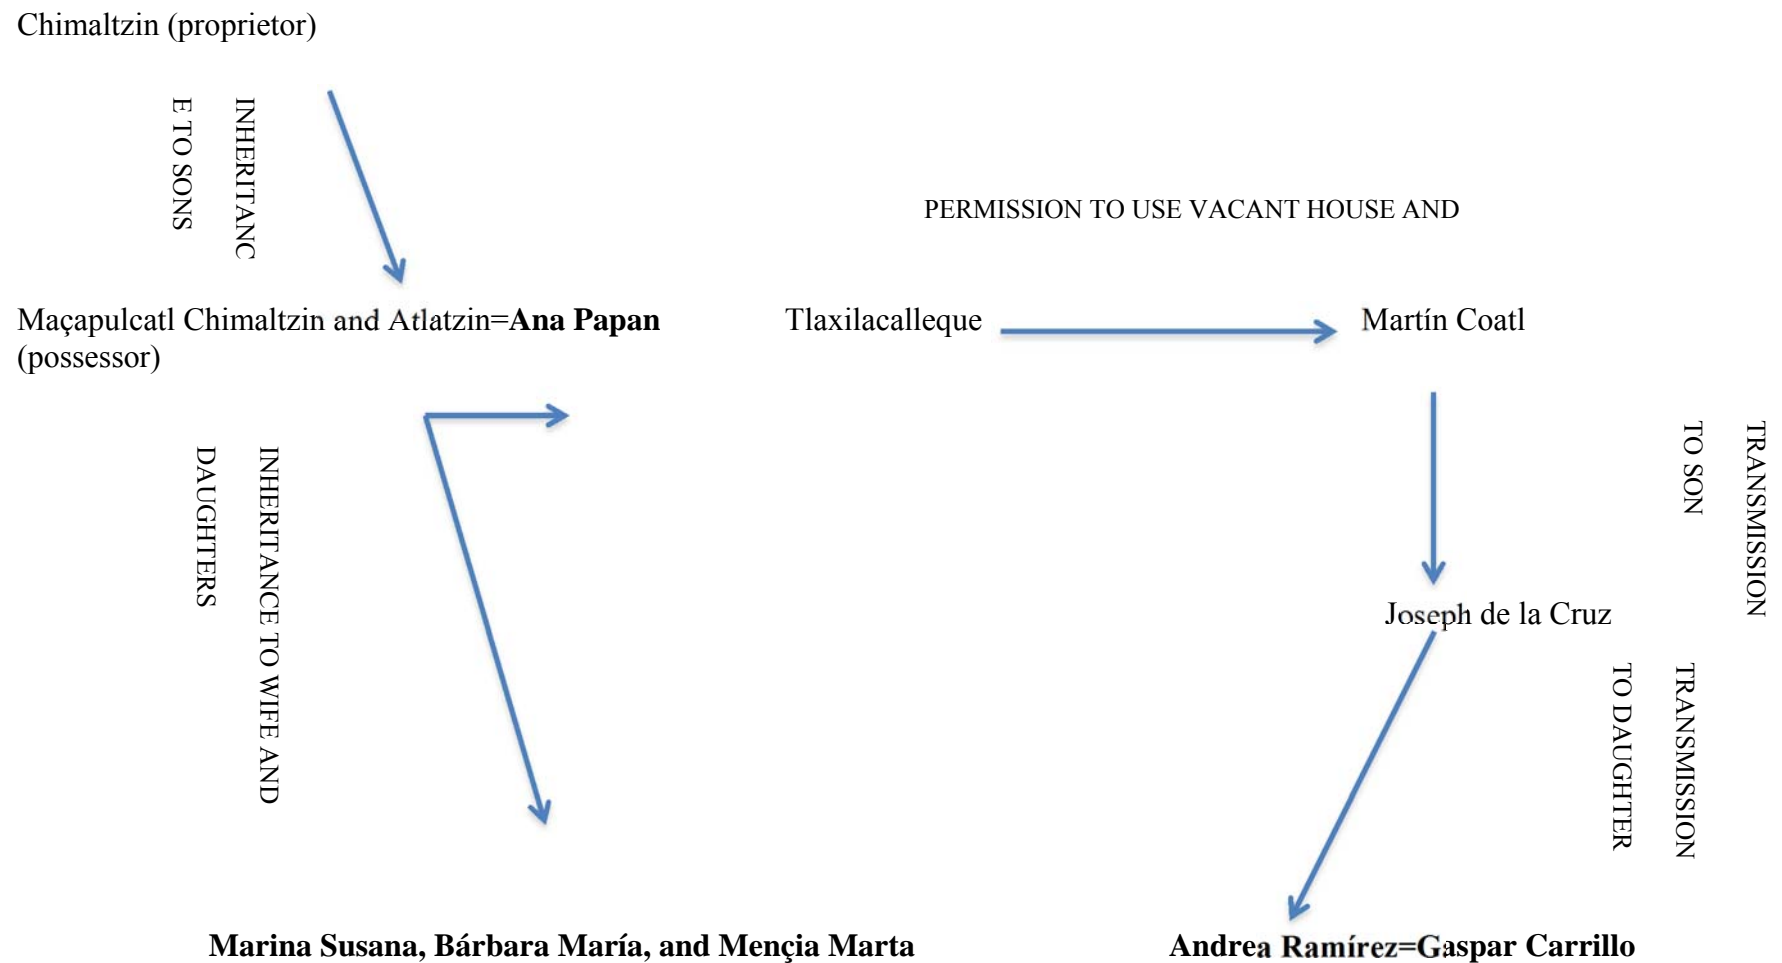 Chimaltzin (proprietor)
INHERITANC
E TO SONS
PERMISSION TO USE VACANT HOUSE AND
Maçapulcatl Chimaltzin and Atlatzin=Ana Papan
(possessor)
Tlaxilacalleque
Martín Coatl
INHERITANCE TO WIFE AND
DAUGHTERS
TRANSMISSION
TO SON
Joseph de la Cruz
TRANSMISSION
TO DAUGHTER
Marina Susana, Bárbara María, and Mençia Marta
Andrea Ramírez=Gaspar Carrillo